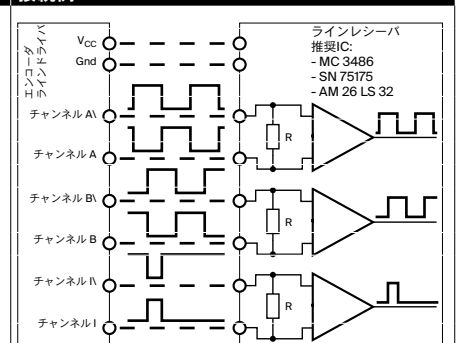 エンコーダ
ラインドライバ
VCC
Gnd
チャンネル A\
チャンネル A
チャンネル B\
チャンネル B
チャンネル I\
チャンネル I
ラインレシーバ
推奨IC:
- MC 3486
- SN 75175
- AM 26 LS 32
R
R
R